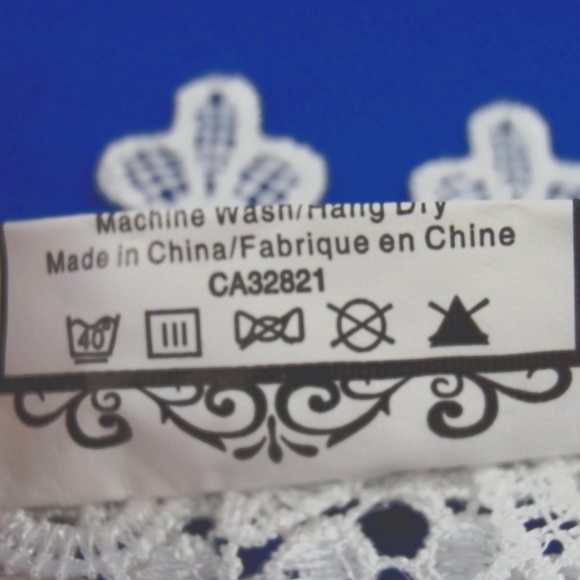 Machine Wash/Hang Dry
Made in China/Fabrique en Chine
CA32821
40°